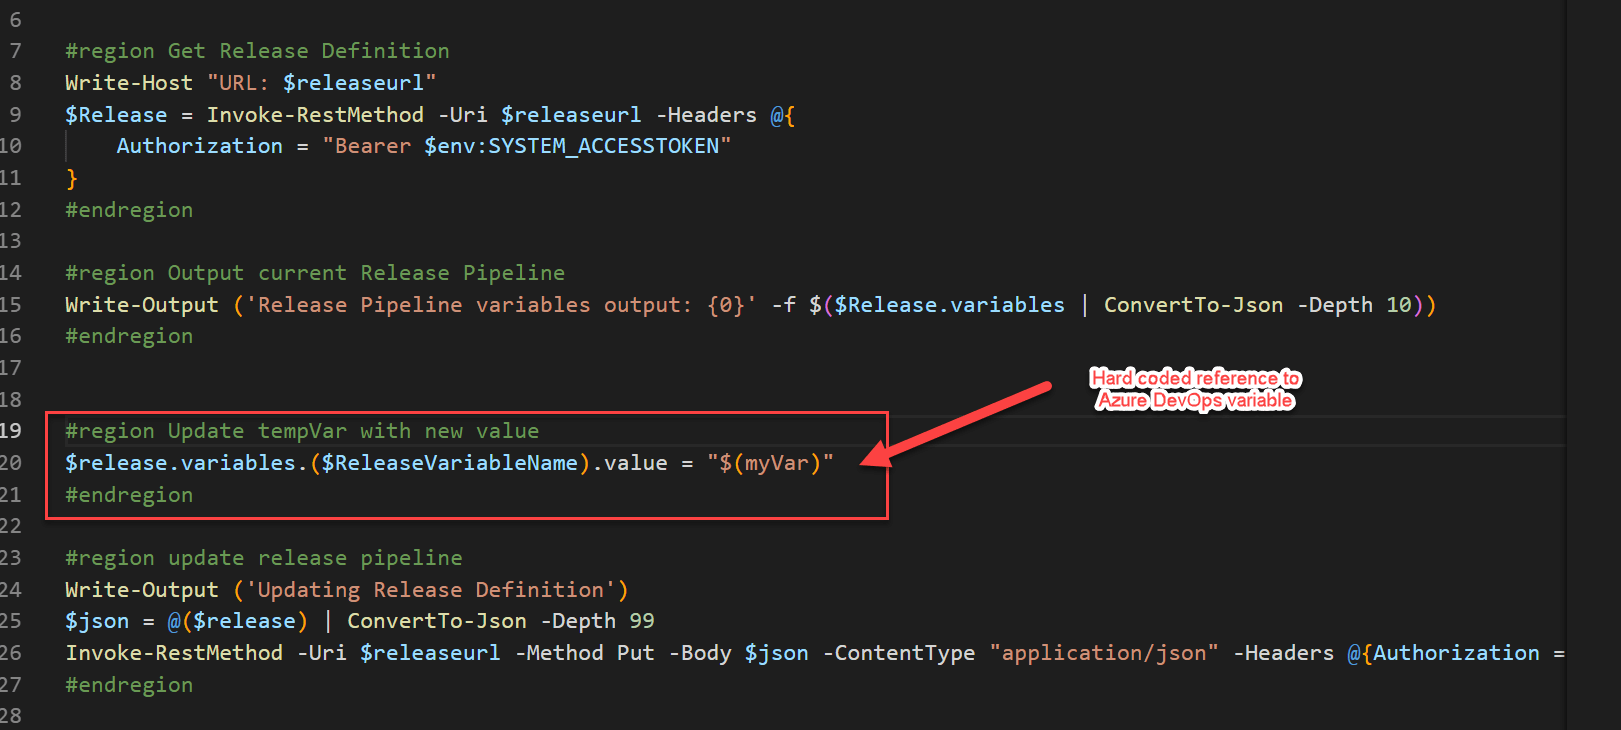 6
7 #region Get Release Definition
8 Write-Host "URL: $releaseurl"
9 $Release = Invoke-RestMethod -Uri $releaseurl -Headers @{
10     Authorization = "Bearer $env:SYSTEM_ACCESSTOKEN"
11 }
12 #endregion
13
14 #region Output current Release Pipeline
15 Write-Output ('Release Pipeline variables output: {0}' -f $($Release.variables | ConvertTo-Json -Depth 10))
16 #endregion
17
Hard coded reference to
18
Azure DevOps variable
19 #region Update tempVar with new value
20 $release.variables.($ReleaseVariableName).value = "$(myVar)"
21 #endregion
22
23 #region update release pipeline
24 Write-Output ('Updating Release Definition')
25 $json = @($release) | ConvertTo-Json -Depth 99
26 Invoke-RestMethod -Uri $releaseurl -Method Put -Body $json -ContentType "application/json" -Headers @{Authorization =
27 #endregion
28